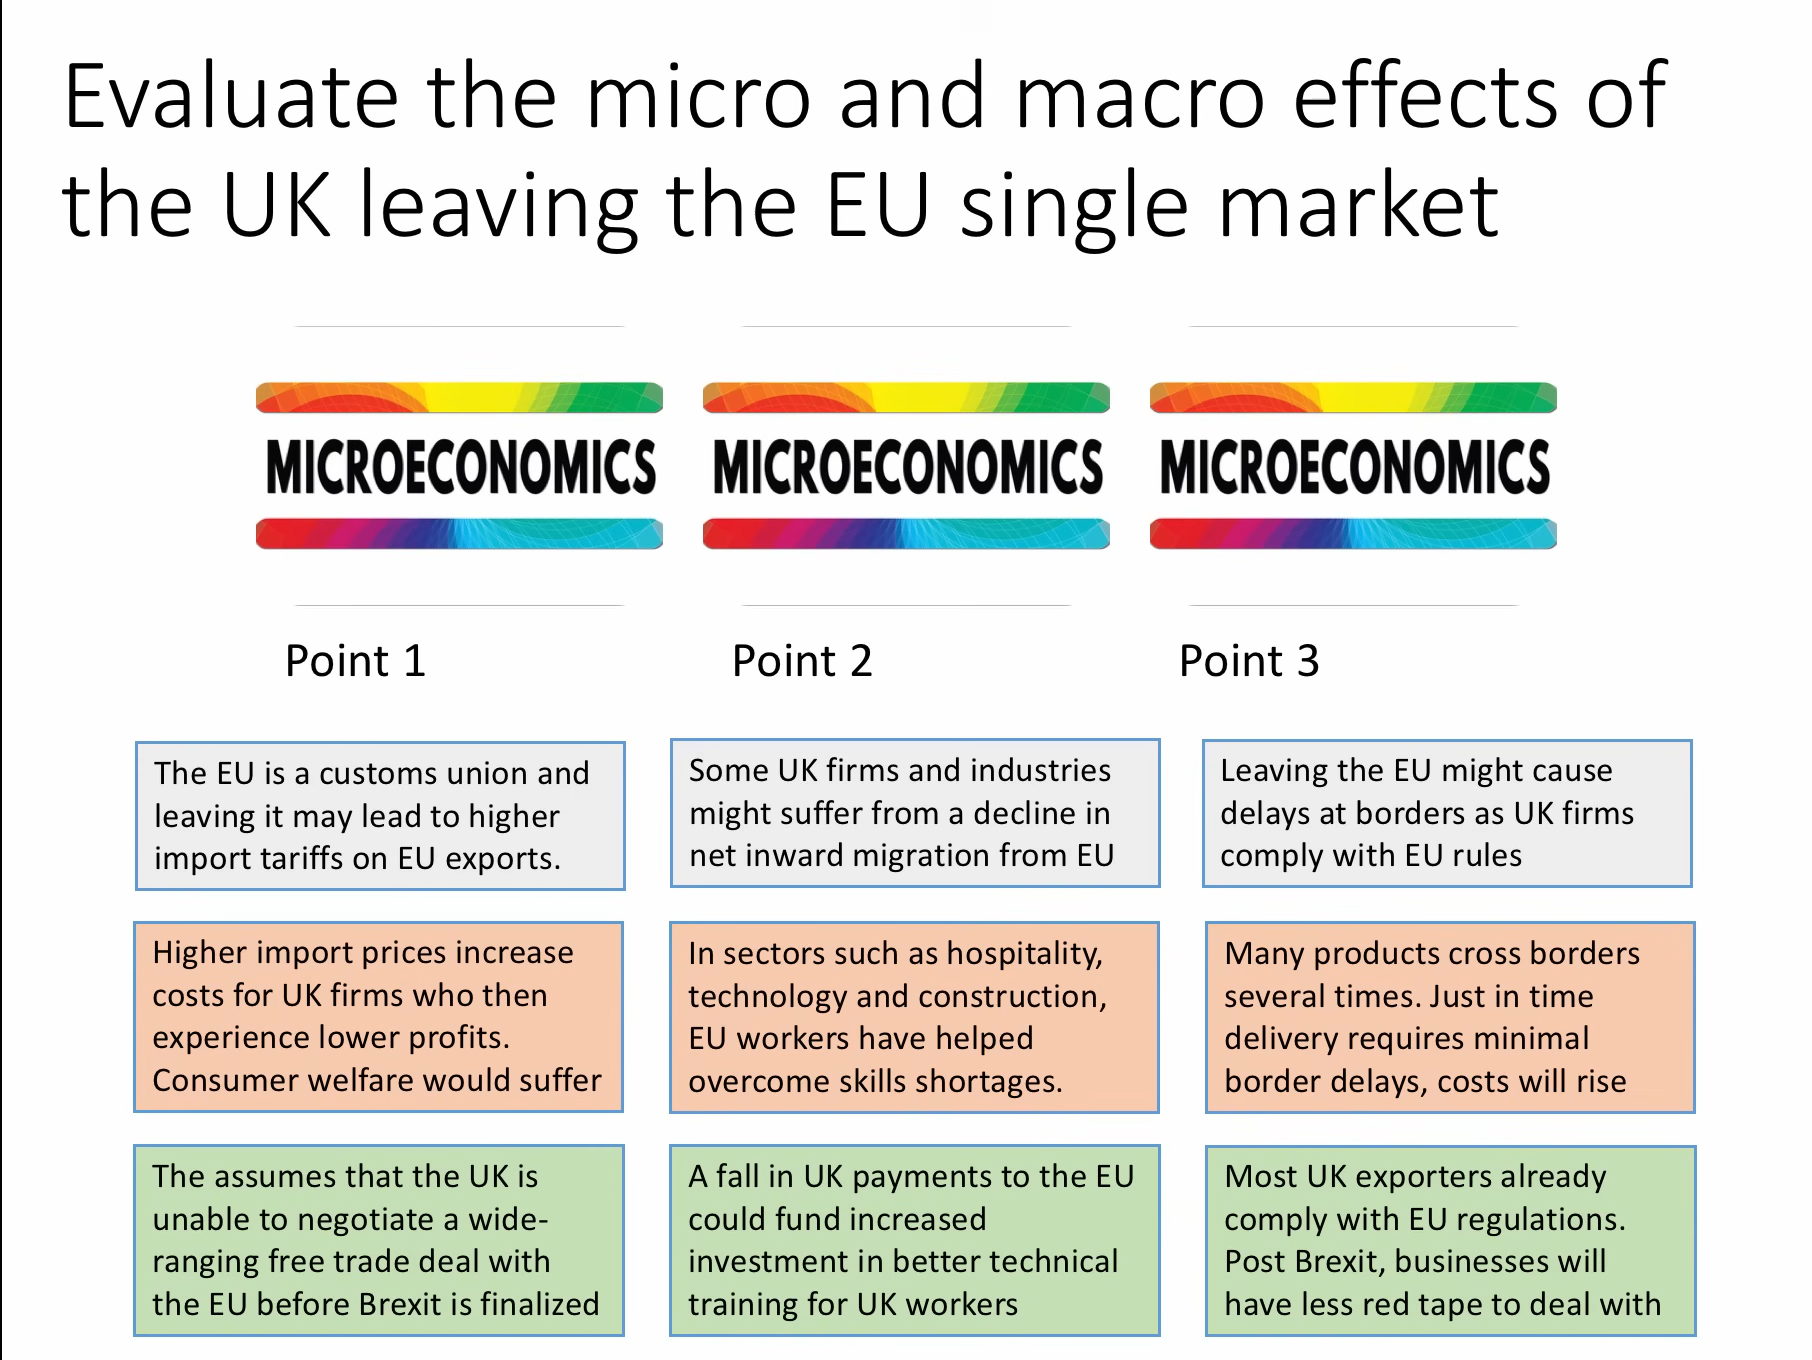 Evaluate the micro and macro effects of
the UK leaving the EU single market
MICROECONOMICS
MICROECONOMICS
MICROECONOMICS
Point 1
Point 2
Point 3
The EU is a customs union and
leaving it may lead to higher
import tariffs on EU exports.
Some UK firms and industries
might suffer from a decline in
net inward migration from EU
Leaving the EU might cause
delays at borders as UK firms
comply with EU rules
Higher import prices increase
costs for UK firms who then
experience lower profits.
Consumer welfare would suffer
In sectors such as hospitality,
technology and construction,
EU workers have helped
overcome skills shortages.
Many products cross borders
several times. Just in time
delivery requires minimal
border delays, costs will rise
The assumes that the UK is
unable to negotiate a wide-
ranging free trade deal with
the EU before Brexit is finalized
A fall in UK payments to the EU
could fund increased
investment in better technical
training for UK workers
Most UK exporters already
comply with EU regulations.
Post Brexit, businesses will
have less red tape to deal with